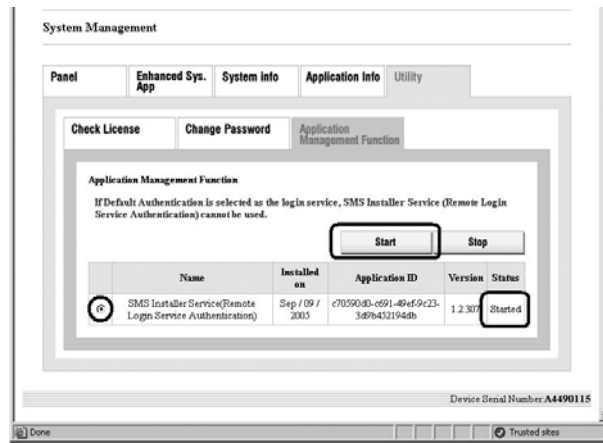 System Management
Panel
Enhanced Sys.
App
System info
Application Info
Utility
Check License
Change Password
Application
Management Function
Application Management Function
If Default Authentication is selected as the login service, SMS Installer Service (Remote Login
Service Authentication) cannot be used.
Start
Stop
Name
Installed
on
Application ID
Version
Status
SMS Installer Service(Remote
Login Service Authentication)
Sep / 09 /
2005
c70590d0-c691-49ef-9c23-
3d9b452194db
1.2.307
Started
Device Serial Number:A4490115
Done
Trusted sites